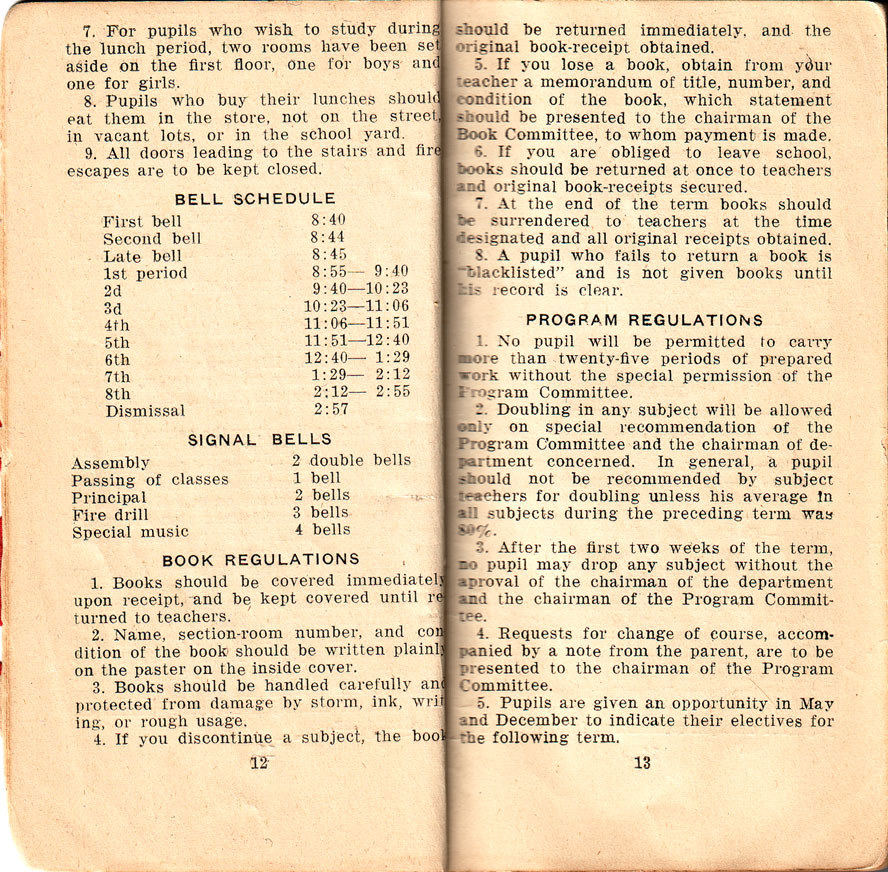 7. For pupils who wish to study during
the lunch period, two rooms have been set
aside on the first floor, one for boys and
one for girls.
8. Pupils who buy their lunches should
eat them in the store, not on the street,
in vacant lots, or in the school yard.
9. All doors leading to the stairs and fire
escapes are to be kept closed.
BELL SCHEDULE
First bell 8:40
Second bell 8:44
Late bell 8:45
1st period 8:55— 9:40
2d 9:40—10:23
3d 10:23—11:06
4th 11:06—11:51
5th 11:51—12:40
6th 12:40— 1:29
7th 1:29— 2:12
8th 2:12— 2:55
Dismissal 2:57
SIGNAL BELLS
Assembly 2 double bells
Passing of classes 1 bell
Principal 2 bells
Fire drill 3 bells
Special music 4 bells
BOOK REGULATIONS
1. Books should be covered immediately
upon receipt, and be kept covered until re
turned to teachers.
2. Name, section-room number, and con
dition of the book should be written plainly
on the paster on the inside cover.
3. Books should be handled carefully and
protected from damage by storm, ink, writ
ing, or rough usage.
4. If you discontinue a subject, the book
12
should be returned immediately, and the
original book-receipt obtained.
5. If you lose a book, obtain from your
teacher a memorandum of title, number, and
condition of the book, which statement
should be presented to the chairman of the
Book Committee, to whom payment is made.
6. If you are obliged to leave school,
books should be returned at once to teachers
and original book-receipts secured.
7. At the end of the term books should
be surrendered to teachers at the time
designated and all original receipts obtained.
8. A pupil who fails to return a book is
"blacklisted" and is not given books until
his record is clear.
PROGRAM REGULATIONS
1. No pupil will be permitted to carry
more than twenty-five periods of prepared
work without the special permission of the
Program Committee.
2. Doubling in any subject will be allowed
only on special recommendation of the
Program Committee and the chairman of de-
partment concerned. In general, a pupil
should not be recommended by subject
teachers for doubling unless his average in
all subjects during the preceding term was
80%.
3. After the first two weeks of the term,
no pupil may drop any subject without the
aproval of the chairman of the department
and the chairman of the Program Commit-
tee.
4. Requests for change of course, accom-
panied by a note from the parent, are to be
presented to the chairman of the Program
Committee.
5. Pupils are given an opportunity in May
and December to indicate their electives for
the following term.
13